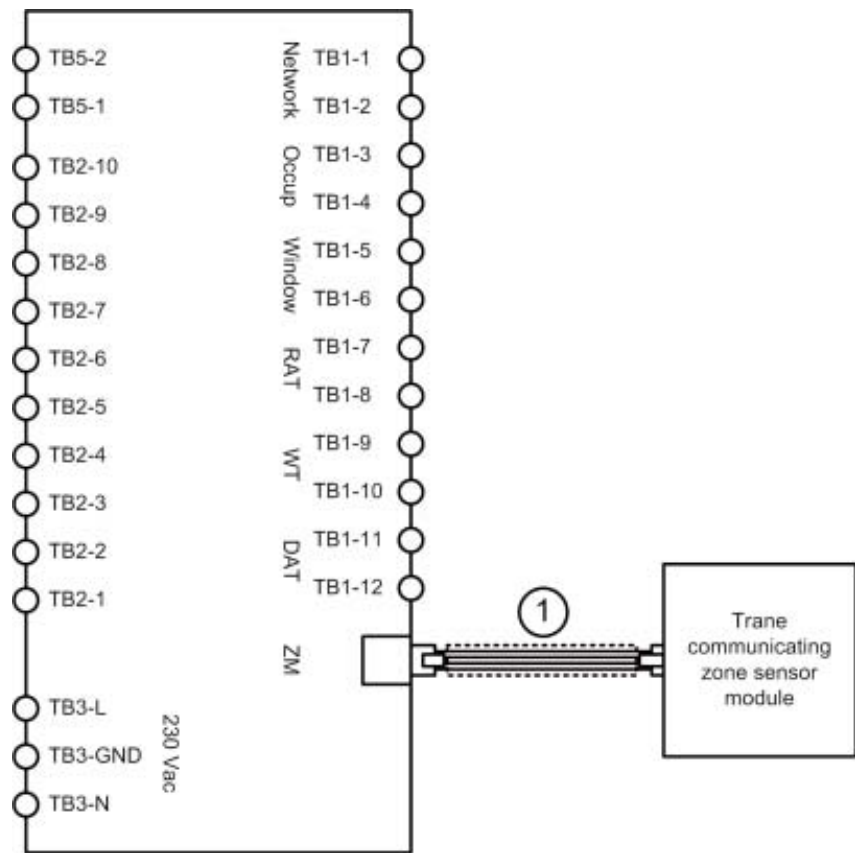 TB5-2
TB5-1
TB2-10
TB2-9
TB2-8
TB2-7
TB2-6
TB2-5
TB2-4
TB2-3
TB2-2
TB2-1
TB3-L
TB3-GND
TB3-N
230 Vac
Network
Occup
Window
RAT
WT
DAT
ZM
TB1-1
TB1-2
TB1-3
TB1-4
TB1-5
TB1-6
TB1-7
TB1-8
TB1-9
TB1-10
TB1-11
TB1-12
1
Trane
communicating
zone sensor
module